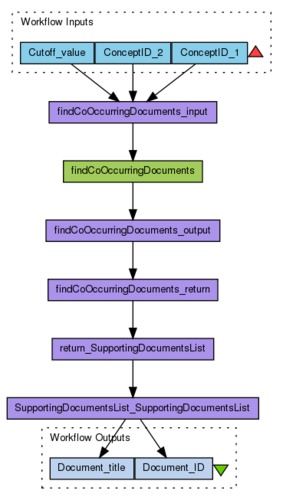 Workflow Inputs
Cutoff_value ConceptID_2 ConceptID_1
findCoOccurringDocuments_input
findCoOccurringDocuments
findCoOccurringDocuments_output
findCoOccurringDocuments_return
return_SupportingDocumentsList
SupportingDocumentsList_SupportingDocumentsList
Workflow Outputs
Document_title Document_ID